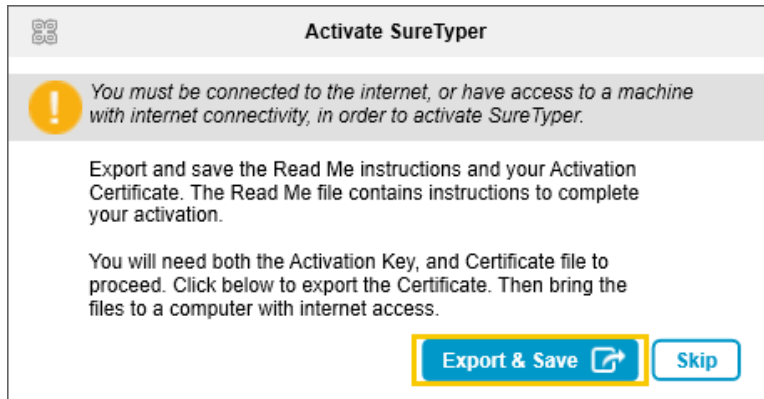 Activate SureTyper
You must be connected to the internet, or have access to a machine
with internet connectivity, in order to activate SureTyper.
Export and save the Read Me instructions and your Activation
Certificate. The Read Me file contains instructions to complete
your activation.
You will need both the Activation Key, and Certificate file to
proceed. Click below to export the Certificate. Then bring the
files to a computer with internet access.
Export & Save
Skip